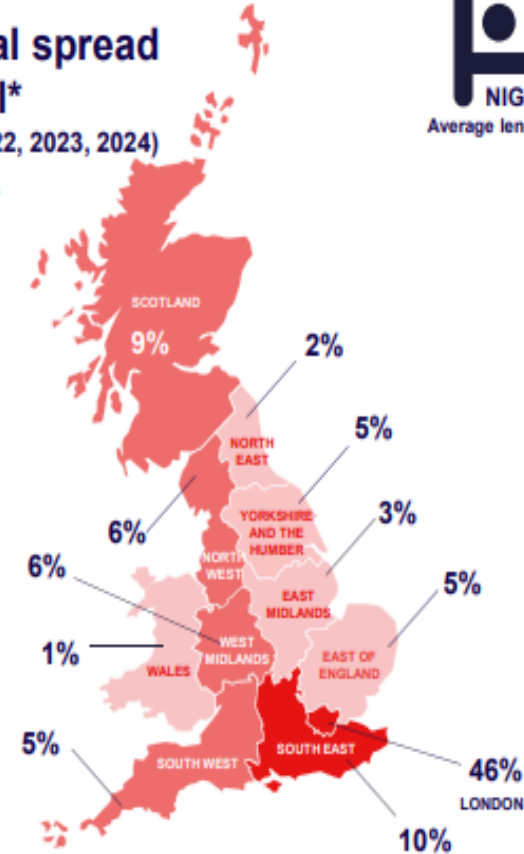 al spread
l*
22, 2023, 2024)
NIG
Average len
SCOTLAND
9%
2%
NORTH
EAST
5%
YORKSHIRE
AND THE
HUMBER
3%
6%
NORTH
WEST
6%
EAST
MIDLANDS
5%
WEST
MIDLANDS
1%
WALES
EAST OF
ENGLAND
5%
SOUTH WEST
SOUTH EAST
46%
LONDON
10%